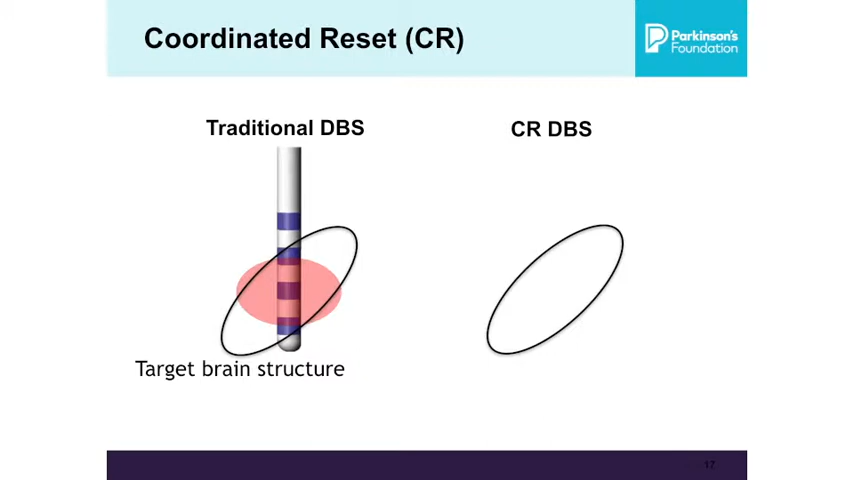 Coordinated Reset (CR)
Parkinson's
Foundation
Traditional DBS
CR DBS
Target brain structure
17